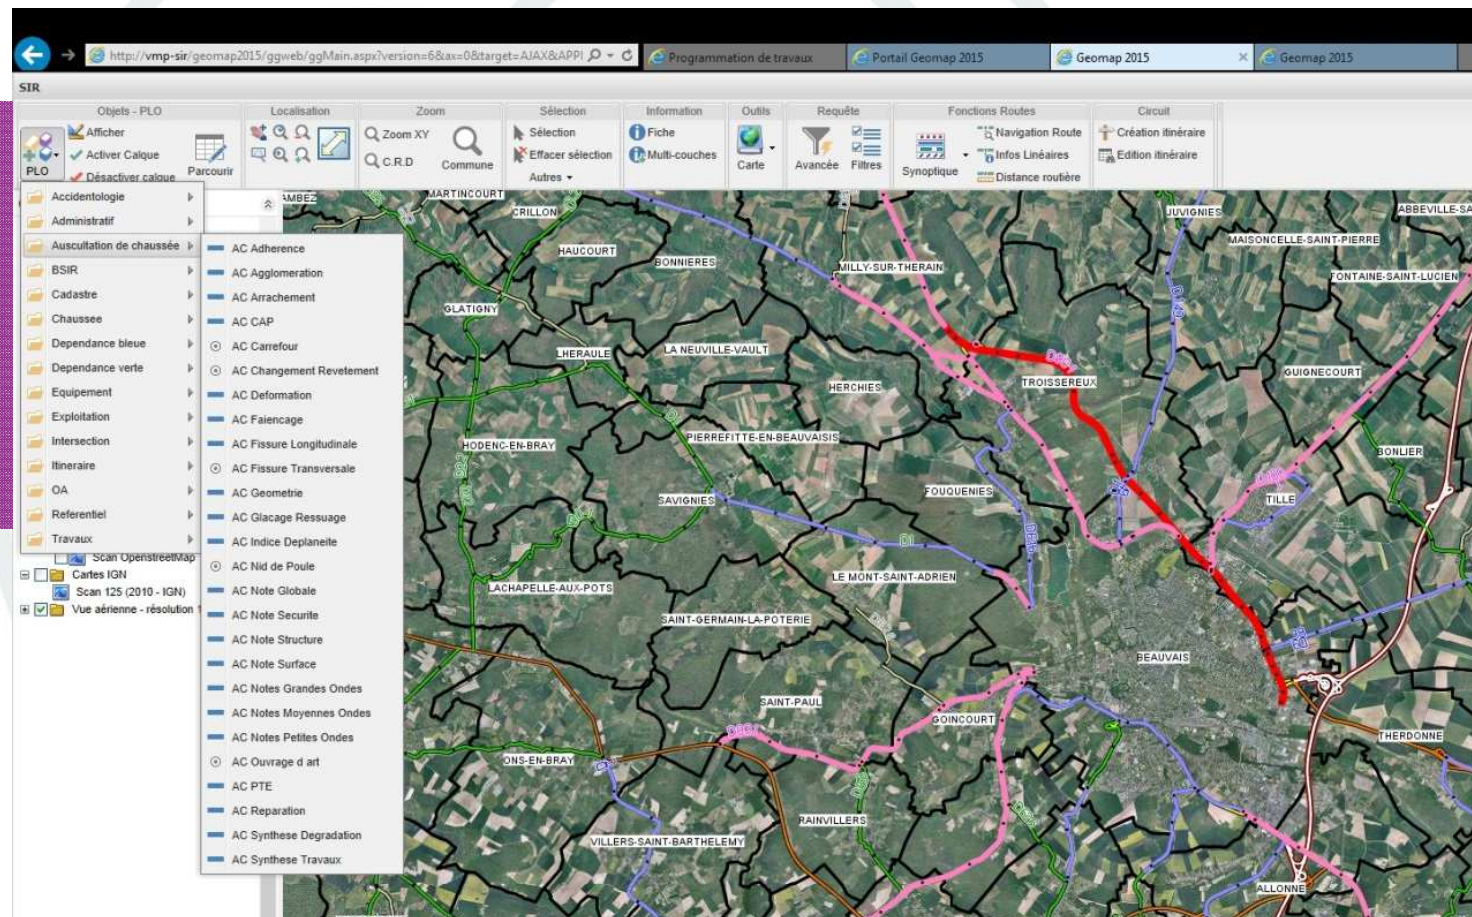 http://vmp-sir/geomap2015/ggweb/ggMain.aspx?version=6&ax=0&target=AJAX&APPI
Programmation de travaux
Portail Geomap 2015
Geomap 2015
Geomap 2015
SIR
Objets - PLO
Localisation
Zoom
Sélection
Information
Outils
Requête
Fonctions Routes
Circuit
PLO
Afficher
Activer Calque
Désactiver calque
Parcourir
Zoom XY
C.R.D
Commune
Sélection
Effacer sélection
Autres
Fiche
Multi-couches
Carte
Avancée
Filtres
Synoptique
Navigation Route
Infos Linéaires
Distance routière
Création itinéraire
Edition itinéraire
Accidentologie
Administratif
Auscultation de chaussée
BSIR
Cadastre
Chaussee
Dependance bleue
Dependance verte
Equipement
Exploitation
Intersection
Itineraire
OA
Referentiel
Travaux
Scan OpenstreetMap
Cartes IGN
Scan 125 (2010 - IGN)
Vue aérienne - résolution 1
AC Adherence
AC Agglomeration
AC Arrachement
AC CAP
AC Carrefour
AC Changement Revetement
AC Deformation
AC Faiencage
AC Fissure Longitudinale
AC Fissure Transversale
AC Geometrie
AC Glacage Ressuage
AC Indice Deplaneite
AC Nid de Poule
AC Note Globale
AC Note Securite
AC Note Structure
AC Note Surface
AC Notes Grandes Ondes
AC Notes Moyennes Ondes
AC Notes Petites Ondes
AC Ouvrage d art
AC PTE
AC Reparation
AC Synthese Degradation
AC Synthese Travaux
AMBEZ
MARTINCOURT
CRILLON
JUVIGNIES
ABBEVILLE-SA
HAUCOURT
BONNIERES
MILLY-SUR-THERAIN
MAISONCELLE-SAINT-PIERRE
FONTAINE-SAINT-LUCIEN
GLATIGNY
D149
LHERAULE
LA NEUVILLE-VAULT
HERCHIES
TROISSEREUX
GUIGNECOURT
HODENC-EN-BRAY
PIERREFITTE-EN-BEAUVAISIS
BONLIER
SAVIGNIES
FOUQUENIES
TILLE
D1
LE MONT-SAINT-ADRIEN
LACHAPELLE-AUX-POTS
SAINT-GERMAIN-LA-POTERIE
BEAUVAIS
SAINT-PAUL
GOINCOURT
THERDONNE
ONS-EN-BRAY
RAINVILLERS
VILLERS-SAINT-BARTHELEMY
ALLONNE